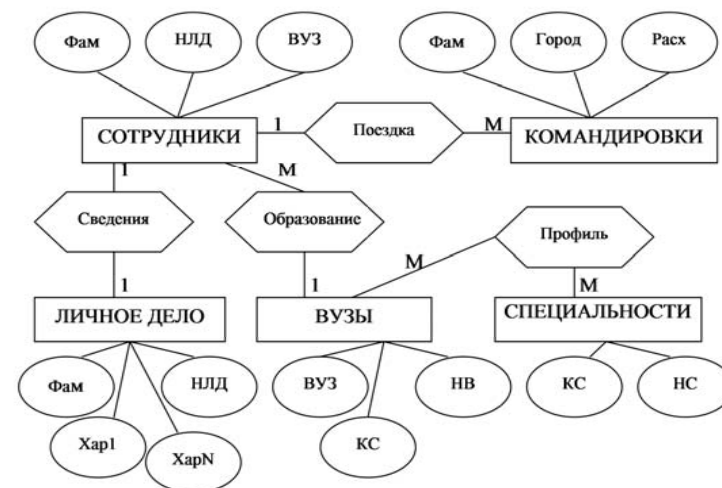 Фам
НЛД
ВУЗ
Фам
Город
Расх
СОТРУДНИКИ
1
Поездка
М
КОМАНДИРОВКИ
1
М
Сведения
Образование
Профиль
М
1
1
М
ЛИЧНОЕ ДЕЛО
ВУЗЫ
СПЕЦИАЛЬНОСТИ
Фам
НЛД
ВУЗ
НВ
КС
НС
Хар1
ХарN
КС